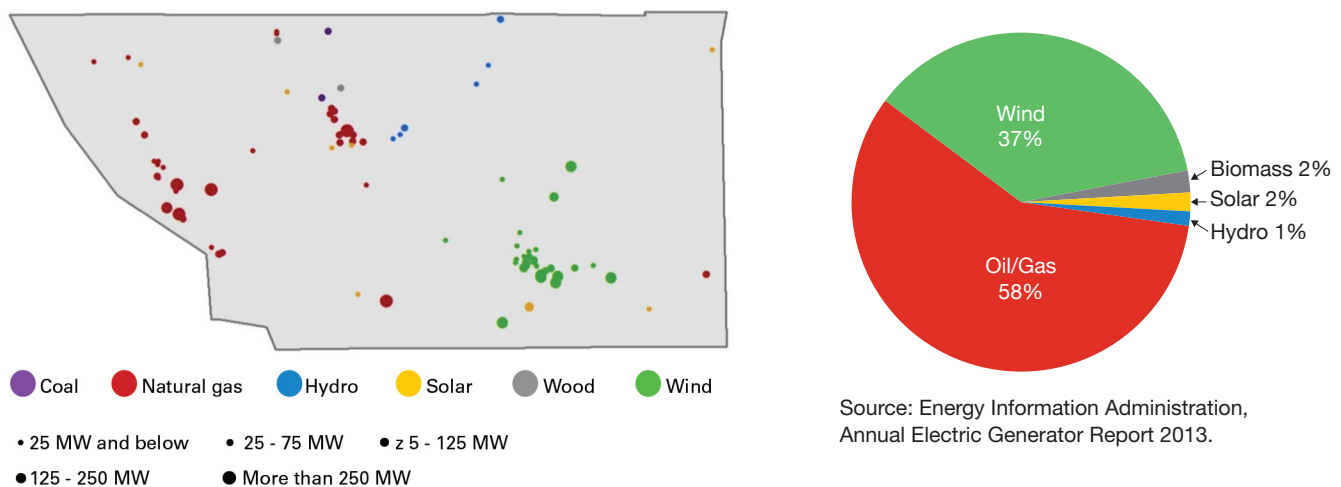 Wind
37%
Biomass 2%
Solar 2%
Hydro 1%
Oil/Gas
58%
Coal
Natural gas
Hydro
Solar
Wood
Wind
25 MW and below
25 - 75 MW
z 5 - 125 MW
125 - 250 MW
More than 250 MW
Source: Energy Information Administration,
Annual Electric Generator Report 2013.